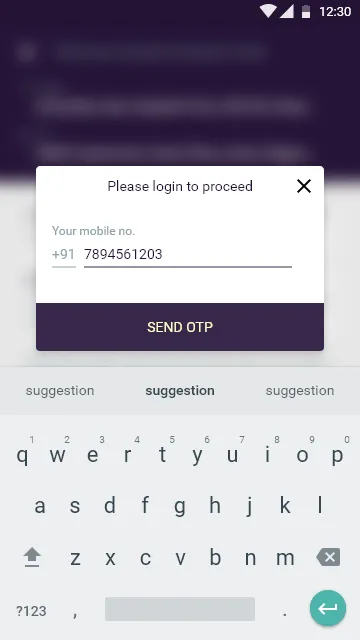 12:30
Please login to proceed
Your mobile no.
+91 7894561203
SEND OTP
suggestion suggestion suggestion
1 2 3 4 5 6 7 8 9 0
q w e r t y u i o p
a s d f g h j k l
z x c v b n m
?123 , .